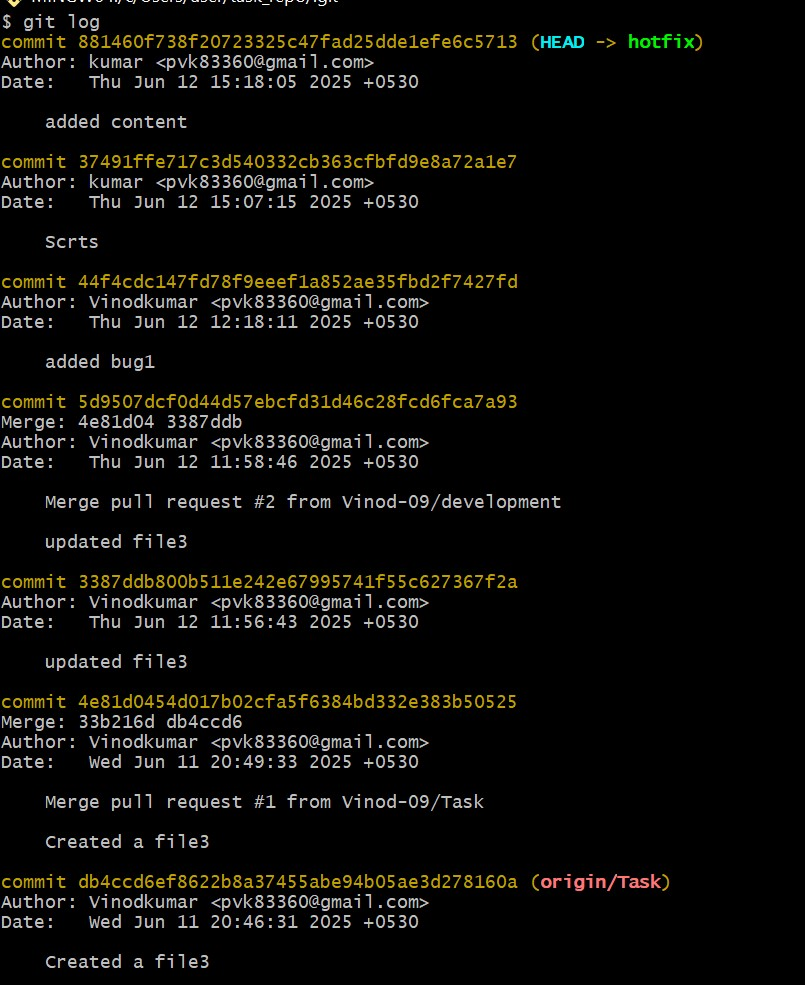 $ git log
commit 881460f738f20723325c47fad25dde1efe6c5713 (HEAD -> hotfix)
Author: kumar <pvk83360@gmail.com>
Date:   Thu Jun 12 15:18:05 2025 +0530
added content
commit 37491ffe717c3d540332cb363cfbfd9e8a72a1e7
Author: kumar <pvk83360@gmail.com>
Date:   Thu Jun 12 15:07:15 2025 +0530
Scrts
commit 44f4cdc147fd78f9eeef1a852ae35fbd2f7427fd
Author: Vinodkumar <pvk83360@gmail.com>
Date:   Thu Jun 12 12:18:11 2025 +0530
added bug1
commit 5d9507dcf0d44d57ebcfd31d46c28fcd6fca7a93
Merge: 4e81d04 3387ddb
Author: Vinodkumar <pvk83360@gmail.com>
Date:   Thu Jun 12 11:58:46 2025 +0530
Merge pull request #2 from Vinod-09/development
updated file3
commit 3387ddb800b511e242e67995741f55c627367f2a
Author: Vinodkumar <pvk83360@gmail.com>
Date:   Thu Jun 12 11:56:43 2025 +0530
updated file3
commit 4e81d0454d017b02cfa5f6384bd332e383b50525
Merge: 33b216d db4ccd6
Author: Vinodkumar <pvk83360@gmail.com>
Date:   Wed Jun 11 20:49:33 2025 +0530
Merge pull request #1 from Vinod-09/Task
Created a file3
commit db4ccd6ef8622b8a37455abe94b05ae3d278160a (origin/Task)
Author: Vinodkumar <pvk83360@gmail.com>
Date:   Wed Jun 11 20:46:31 2025 +0530
Created a file3